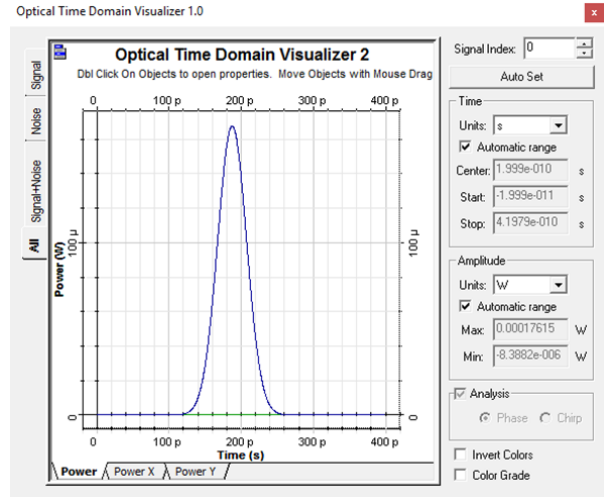 Optical Time Domain Visualizer 1.0
x
Signal
Noise
Signal+Noise
All
Optical Time Domain Visualizer 2
Dbl Click On Objects to open properties. Move Objects with Mouse Drag
0 100 p 200 p 300 p 400 p
Power (W)
100 µ
0
100 µ
0
0 100 p 200 p 300 p 400 p
Time (s)
Power Power X Power Y
Signal Index: 0
Auto Set
Time
Units: s
Automatic range
Center: 1.999e-010 s
Start: -1.999e-011 s
Stop: 4.1979e-010 s
Amplitude
Units: W
Automatic range
Max: 0.00017615 W
Min: -8.3882e-006 W
Analysis
Phase Chirp
Invert Colors
Color Grade